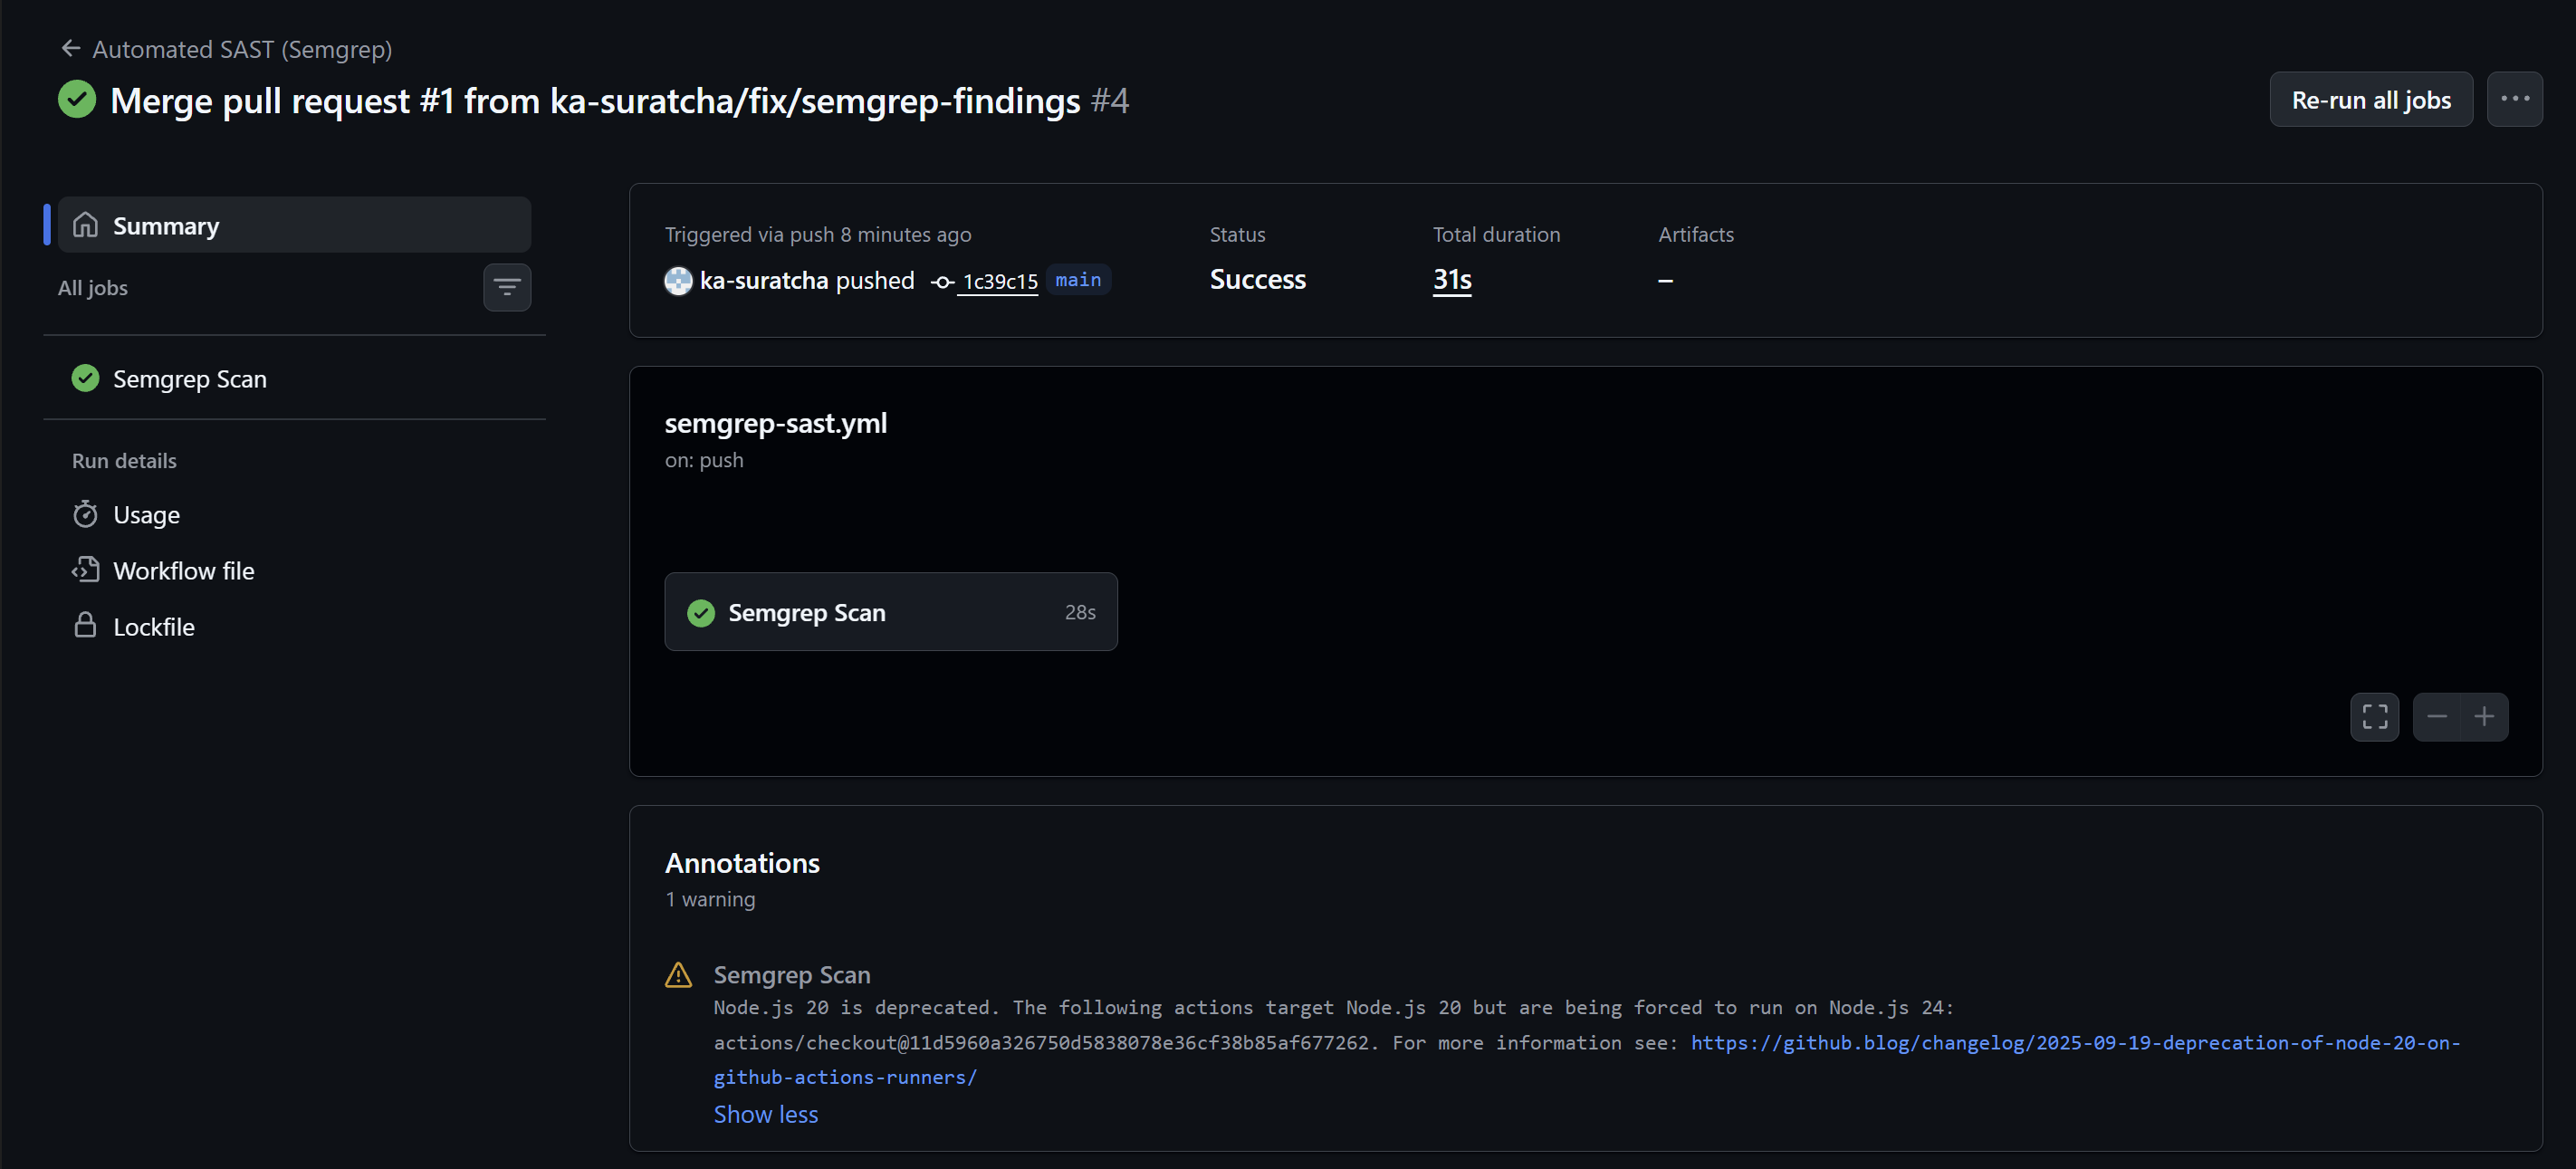 Automated SAST (Semgrep)
Merge pull request #1 from ka-suratcha/fix/semgrep-findings #4
Re-run all jobs
Summary
All jobs
Semgrep Scan
Run details
Usage
Workflow file
Lockfile
Triggered via push 8 minutes ago
ka-suratcha pushed 1c39c15 main
Status
Success
Total duration
31s
Artifacts
–
semgrep-sast.yml
on: push
Semgrep Scan 28s
Annotations
1 warning
Semgrep Scan
Node.js 20 is deprecated. The following actions target Node.js 20 but are being forced to run on Node.js 24:
actions/checkout@11d5960a326750d5838078e36cf38b85af677262. For more information see: https://github.blog/changelog/2025-09-19-deprecation-of-node-20-on-
github-actions-runners/
Show less